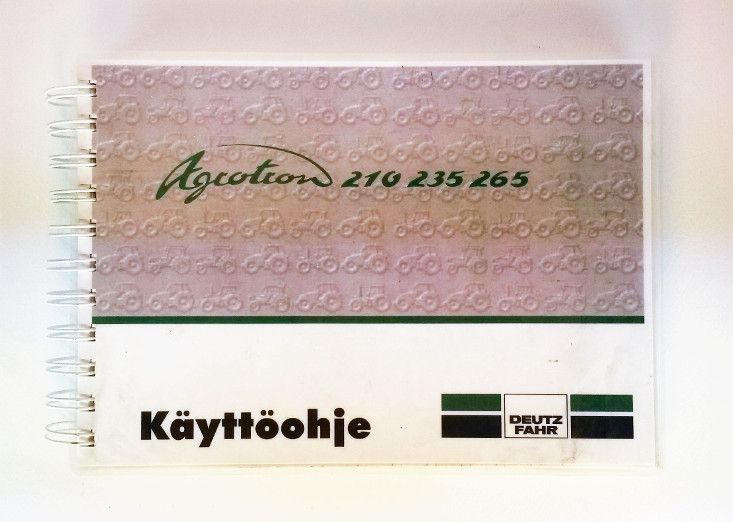 Agrotron 210 235 265
Käyttöohje
DEUTZ
FAHR